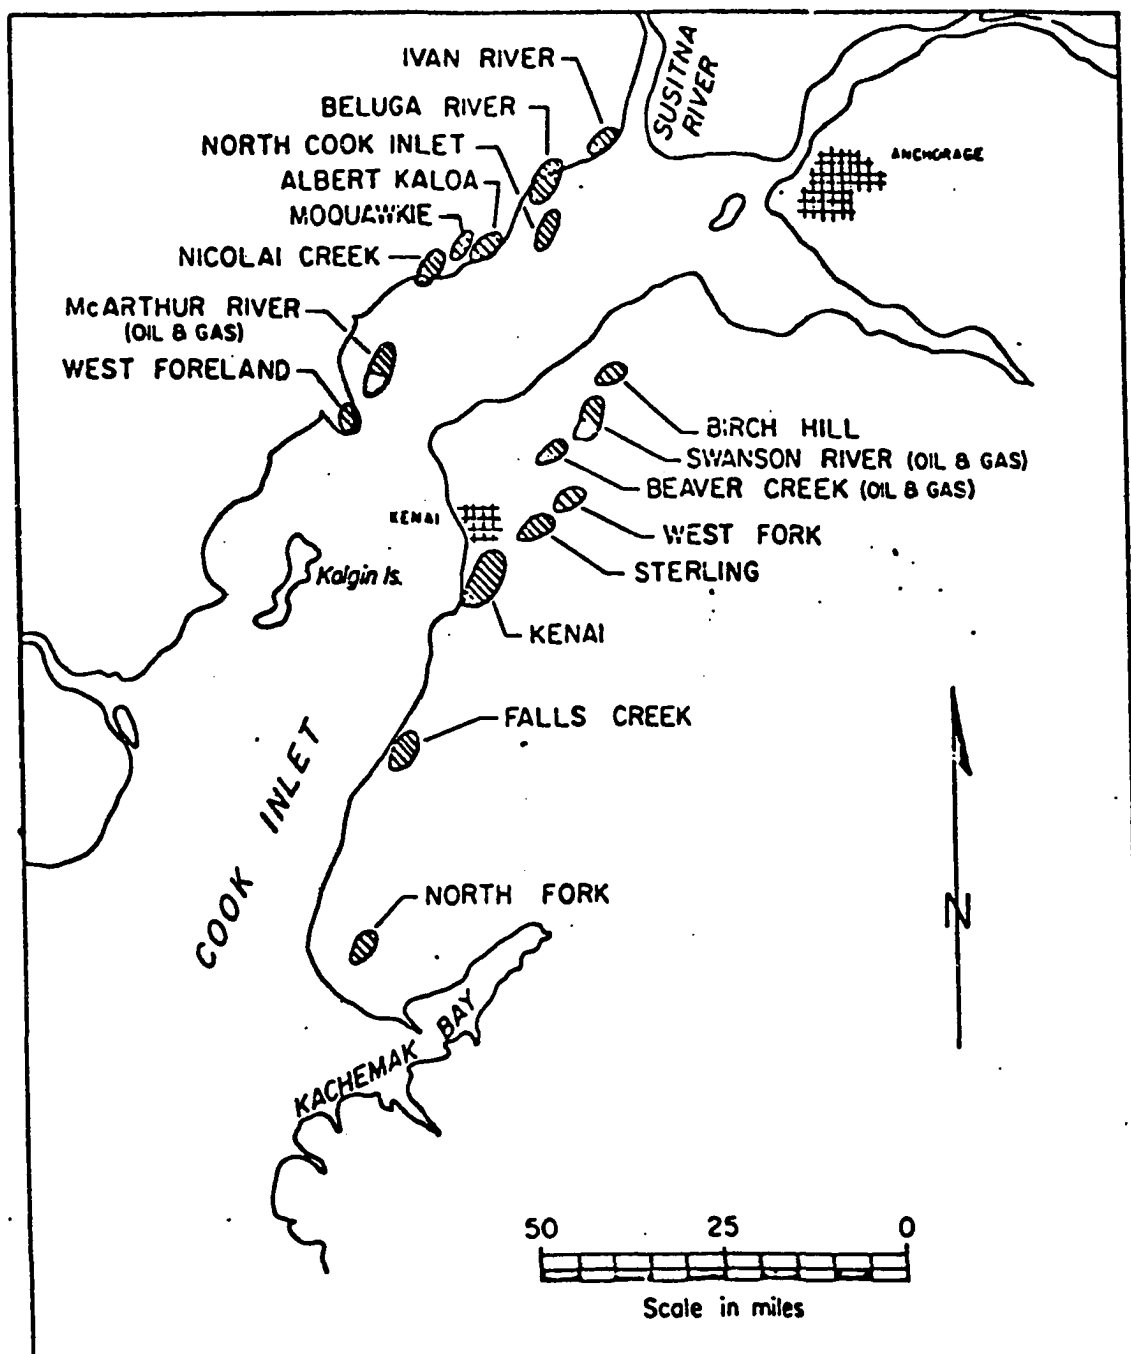 IVAN RIVER
SUSITNA
RIVER
BELUGA RIVER
NORTH COOK INLET
ANCHORAGE
ALBERT KALOA
MOQUAWKIE
NICOLAI CREEK
McARTHUR RIVER
(OIL & GAS)
WEST FORELAND
BIRCH HILL
SWANSON RIVER (OIL & GAS)
BEAVER CREEK (OIL & GAS)
KENAI
WEST FORK
STERLING
Kalgin Is.
KENAI
FALLS CREEK
COOK INLET
NORTH FORK
N
KACHEMAK BAY
50 25 0
Scale in miles